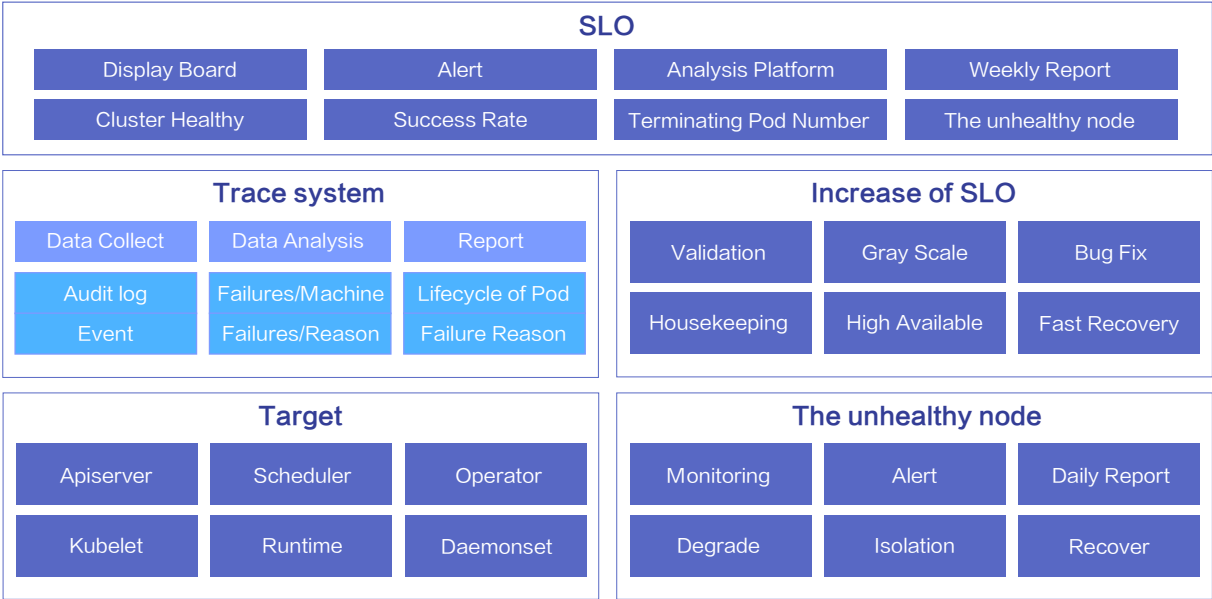 SLO
Display Board
Alert
Analysis Platform
Weekly Report
Cluster Healthy
Success Rate
Terminating Pod Number
The unhealthy node
Trace system
Data Collect
Data Analysis
Report
Audit log
Failures/Machine
Lifecycle of Pod
Event
Failures/Reason
Failure Reason
Increase of SLO
Validation
Gray Scale
Bug Fix
Housekeeping
High Available
Fast Recovery
Target
Apiserver
Scheduler
Operator
Kubelet
Runtime
Daemonset
The unhealthy node
Monitoring
Alert
Daily Report
Degrade
Isolation
Recover